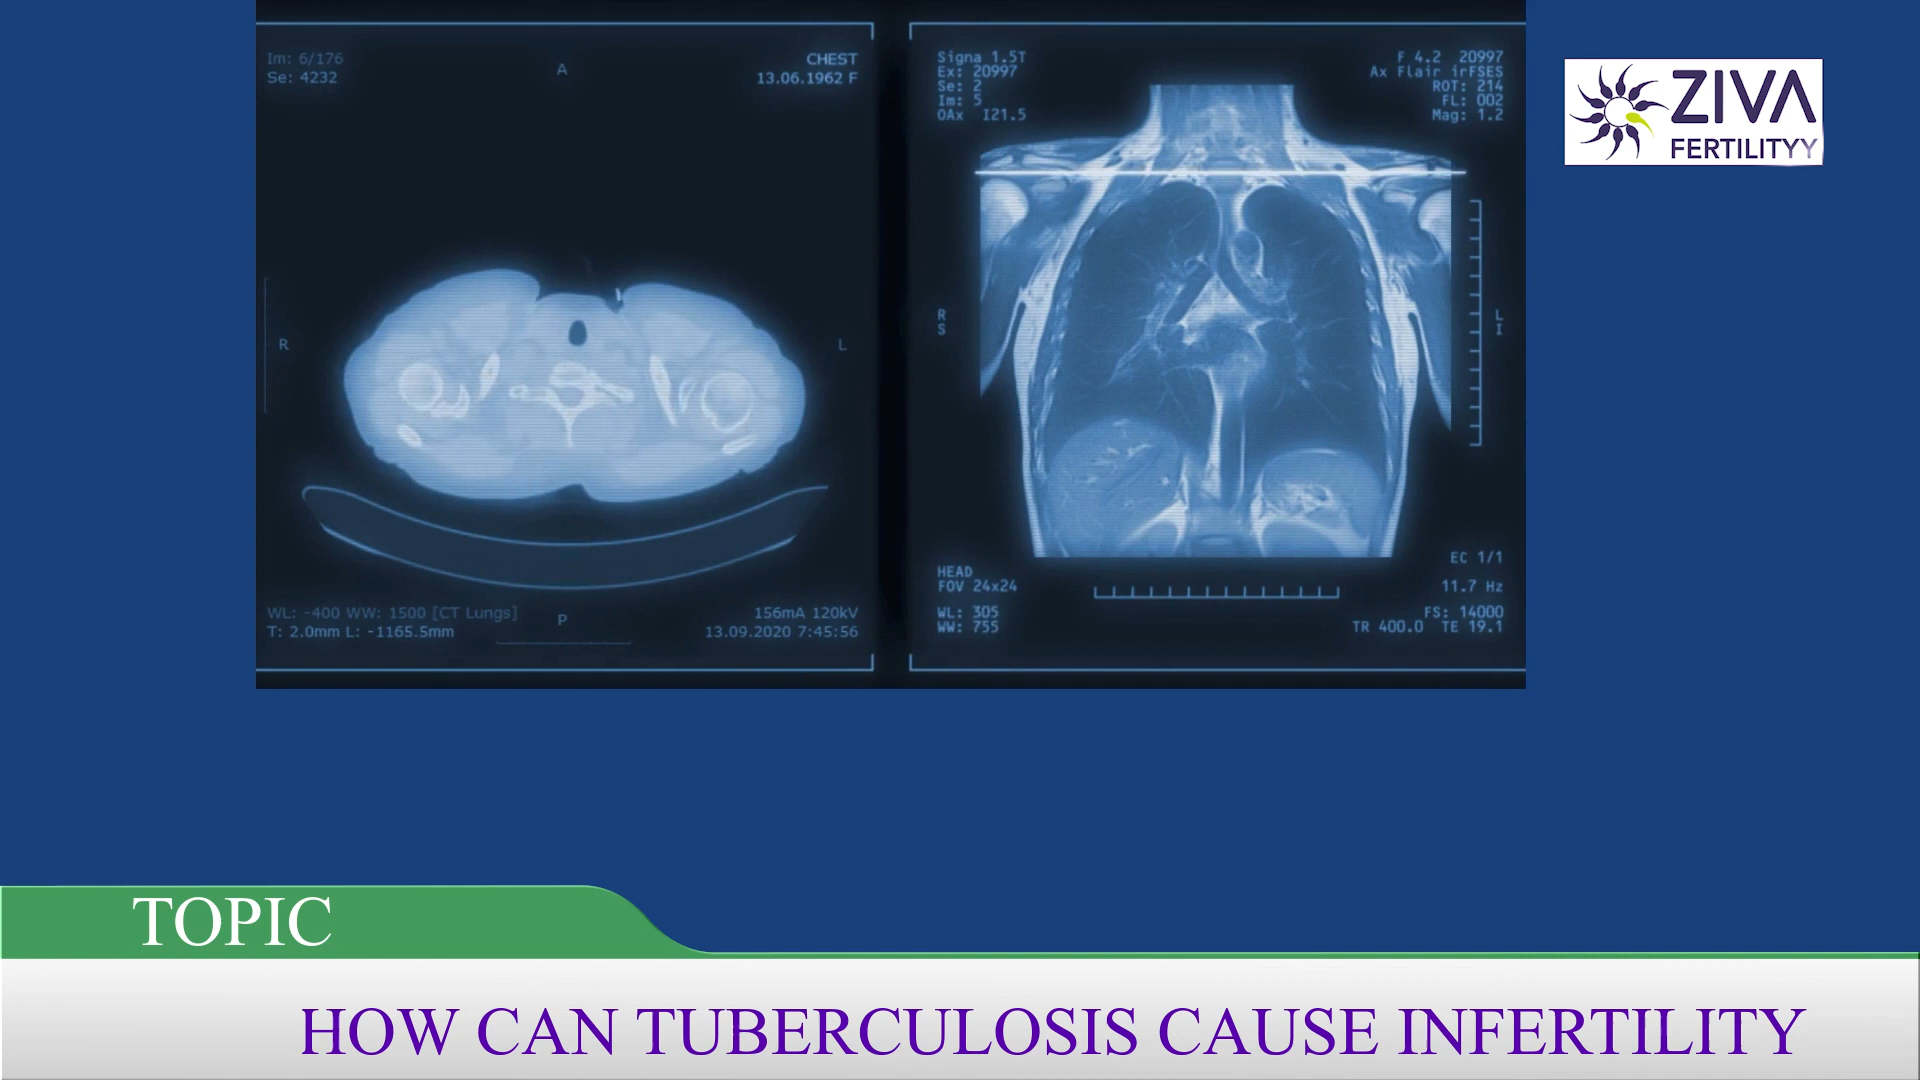 Im: 6/176
Se: 4232
A
CHEST
13.06.1962 F
R
L
WL: -400 WW: 1500 [CT Lungs]
T: 2.0mm L: -1165.5mm
P
156mA 120kV
13.09.2020 7:45:56
Signa 1.5T
Ex: 20997
Se: 2
Im: 5
OAx I21.5
F 4.2 20997
Ax Flair irFSES
ROT: 214
FL: 002
Mag: 1.2
R
S
L
I
HEAD
FOV 24x24
WL: 305
WW: 755
EC 1/1
11.7 Hz
FS: 14000
TR 400.0 TE 19.1
ZIVA
FERTILITYY
TOPIC
HOW CAN TUBERCULOSIS CAUSE INFERTILITY